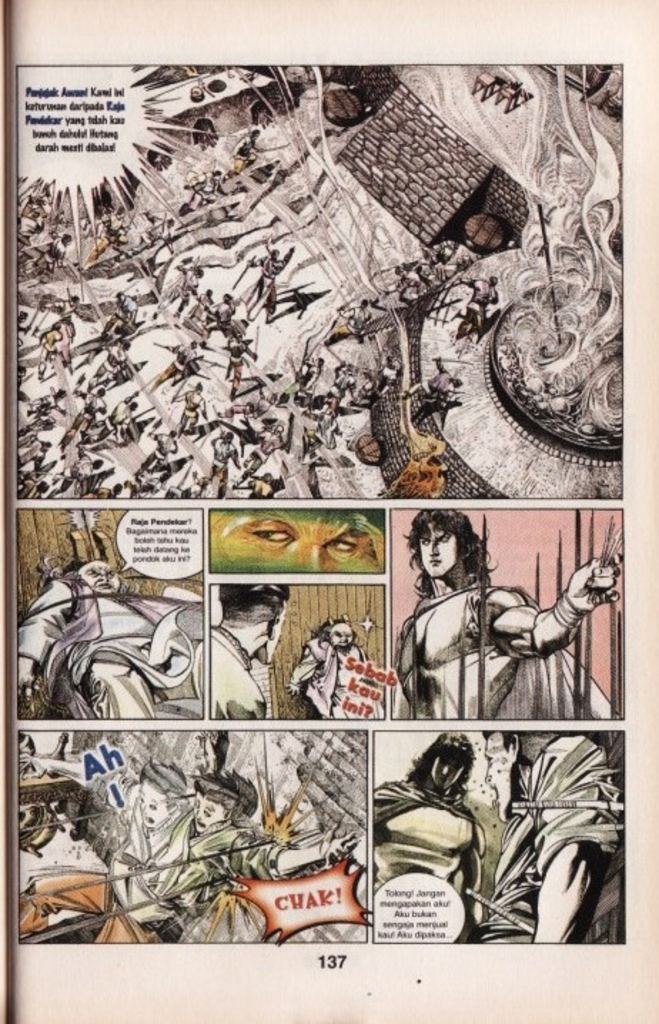 Penjejak Awan! Kami ini
keturunan daripada Raja
Pendekar yang telah kau
bunuh dahulu! Hutang
darah mesti dibalas!
Raja Pendekar?
Bagaimana mereka
boleh tahu kau
telah datang ke
pondok aku ini?
Sebab
kau
ini?
Ah
!
CHAK!
Tolong! Jangan
mengapakan aku!
Aku bukan
sengaja menjual
kau! Aku dipaksa...
137